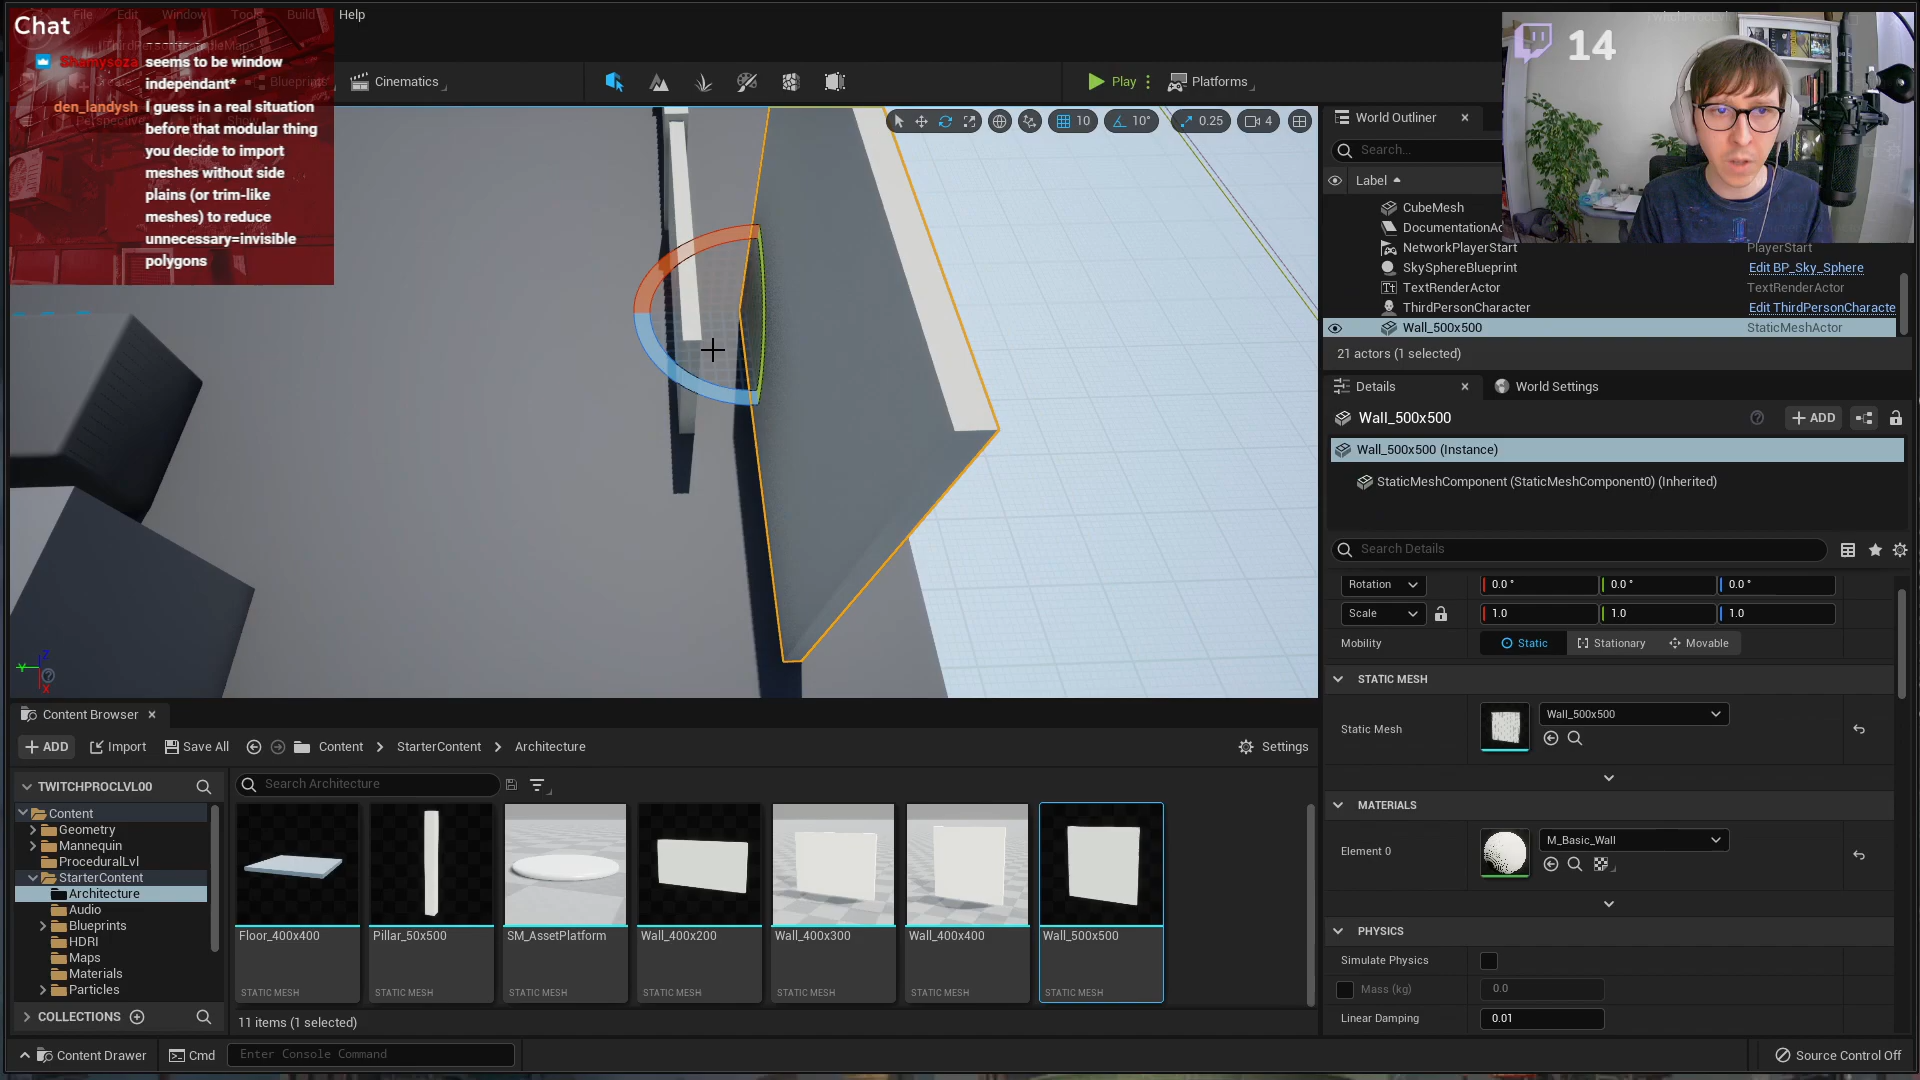 File
Edit
Window
Tools
Build
Help
Chat
Shamysoza seems to be window
independant*
den_landysh I guess in a real situation
before that modular thing
you decide to import
meshes without side
plains (or trim-like
meshes) to reduce
unnecessary=invisible
polygons
Blueprints
Cinematics
Play
Platforms
10
10°
0.25
4
14
World Outliner
Search...
Label
CubeMesh
DocumentationAc
NetworkPlayerStart
PlayerStart
SkySphereBlueprint
Edit BP_Sky_Sphere
TextRenderActor
TextRenderActor
ThirdPersonCharacter
Edit ThirdPersonCharacte
Wall_500x500
StaticMeshActor
21 actors (1 selected)
Details
World Settings
Wall_500x500
ADD
Wall_500x500 (Instance)
StaticMeshComponent (StaticMeshComponent0) (Inherited)
Search Details
Rotation
0.0 °
0.0 °
0.0 °
Scale
1.0
1.0
1.0
Mobility
Static
Stationary
Movable
STATIC MESH
Static Mesh
Wall_500x500
MATERIALS
Element 0
M_Basic_Wall
PHYSICS
Simulate Physics
Mass (kg)
0.0
Linear Damping
0.01
Y
Z
X
Content Browser
ADD
Import
Save All
Content
StarterContent
Architecture
Settings
TWITCHPROCLVL00
Content
Geometry
Mannequin
ProceduralLvl
StarterContent
Architecture
Audio
Blueprints
HDRI
Maps
Materials
Particles
COLLECTIONS
Search Architecture
Floor_400x400
STATIC MESH
Pillar_50x500
STATIC MESH
SM_AssetPlatform
STATIC MESH
Wall_400x200
STATIC MESH
Wall_400x300
STATIC MESH
Wall_400x400
STATIC MESH
Wall_500x500
STATIC MESH
11 items (1 selected)
Content Drawer
Cmd
Enter Console Command
Source Control Off